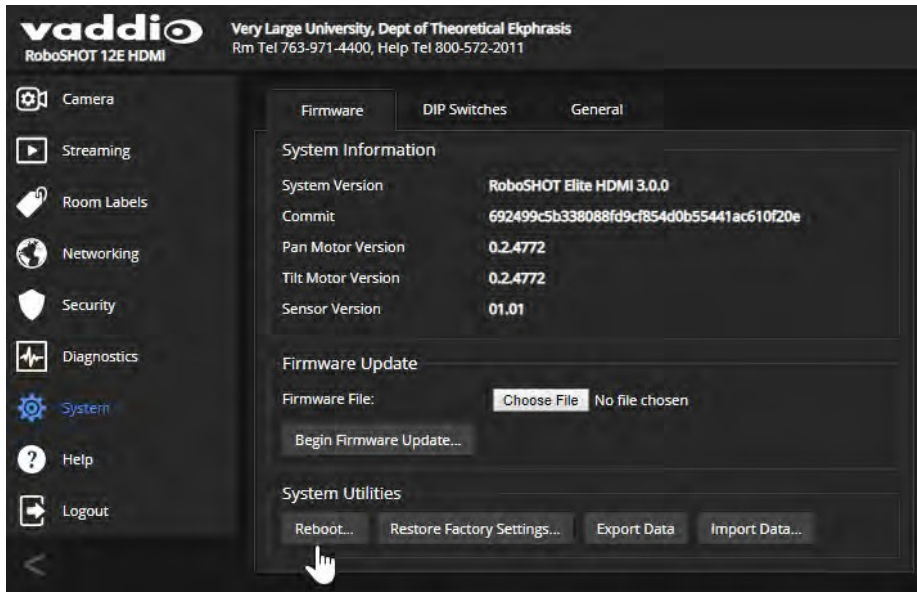 vaddio
RoboSHOT 12E HDMI
Very Large University, Dept of Theoretical Ekphrasis
Rm Tel 763-971-4400, Help Tel 800-572-2011
Camera
Streaming
Room Labels
Networking
Security
Diagnostics
System
Help
Logout
<
Firmware DIP Switches General
System Information
System Version RoboSHOT Elite HDMI 3.0.0
Commit 692499c5b338088fd9cf854d0b55441ac610f20e
Pan Motor Version 0.2.4772
Tilt Motor Version 0.2.4772
Sensor Version 01.01
Firmware Update
Firmware File: Choose File No file chosen
Begin Firmware Update...
System Utilities
Reboot... Restore Factory Settings... Export Data Import Data...